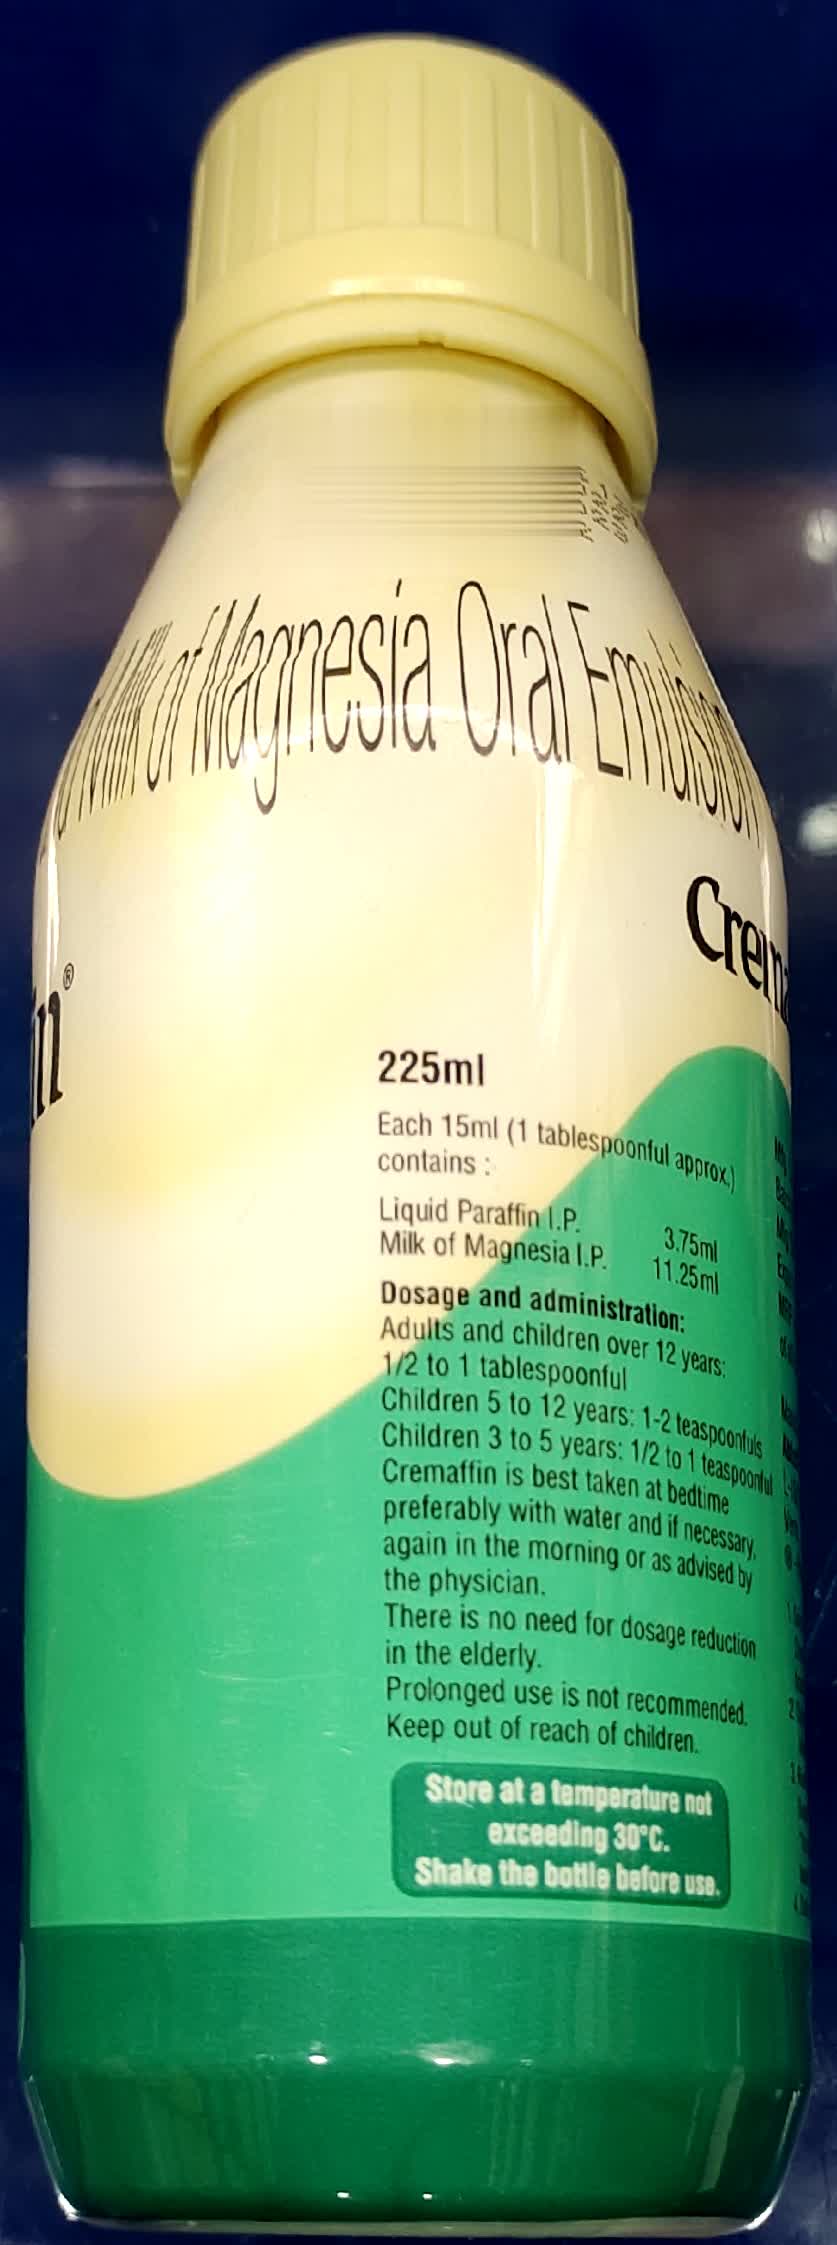 Milk of Magnesia Oral Emulsion
Crema
in®
225ml
Each 15ml (1 tablespoonful approx.)
contains :
Liquid Paraffin I.P. 3.75ml
Milk of Magnesia I.P. 11.25ml
Dosage and administration:
Adults and children over 12 years:
1/2 to 1 tablespoonful
Children 5 to 12 years: 1-2 teaspoonfuls
Children 3 to 5 years: 1/2 to 1 teaspoonful
Cremaffin is best taken at bedtime
preferably with water and if necessary,
again in the morning or as advised by
the physician.
There is no need for dosage reduction
in the elderly.
Prolonged use is not recommended.
Keep out of reach of children.
Store at a temperature not
exceeding 30°C.
Shake the bottle before use.